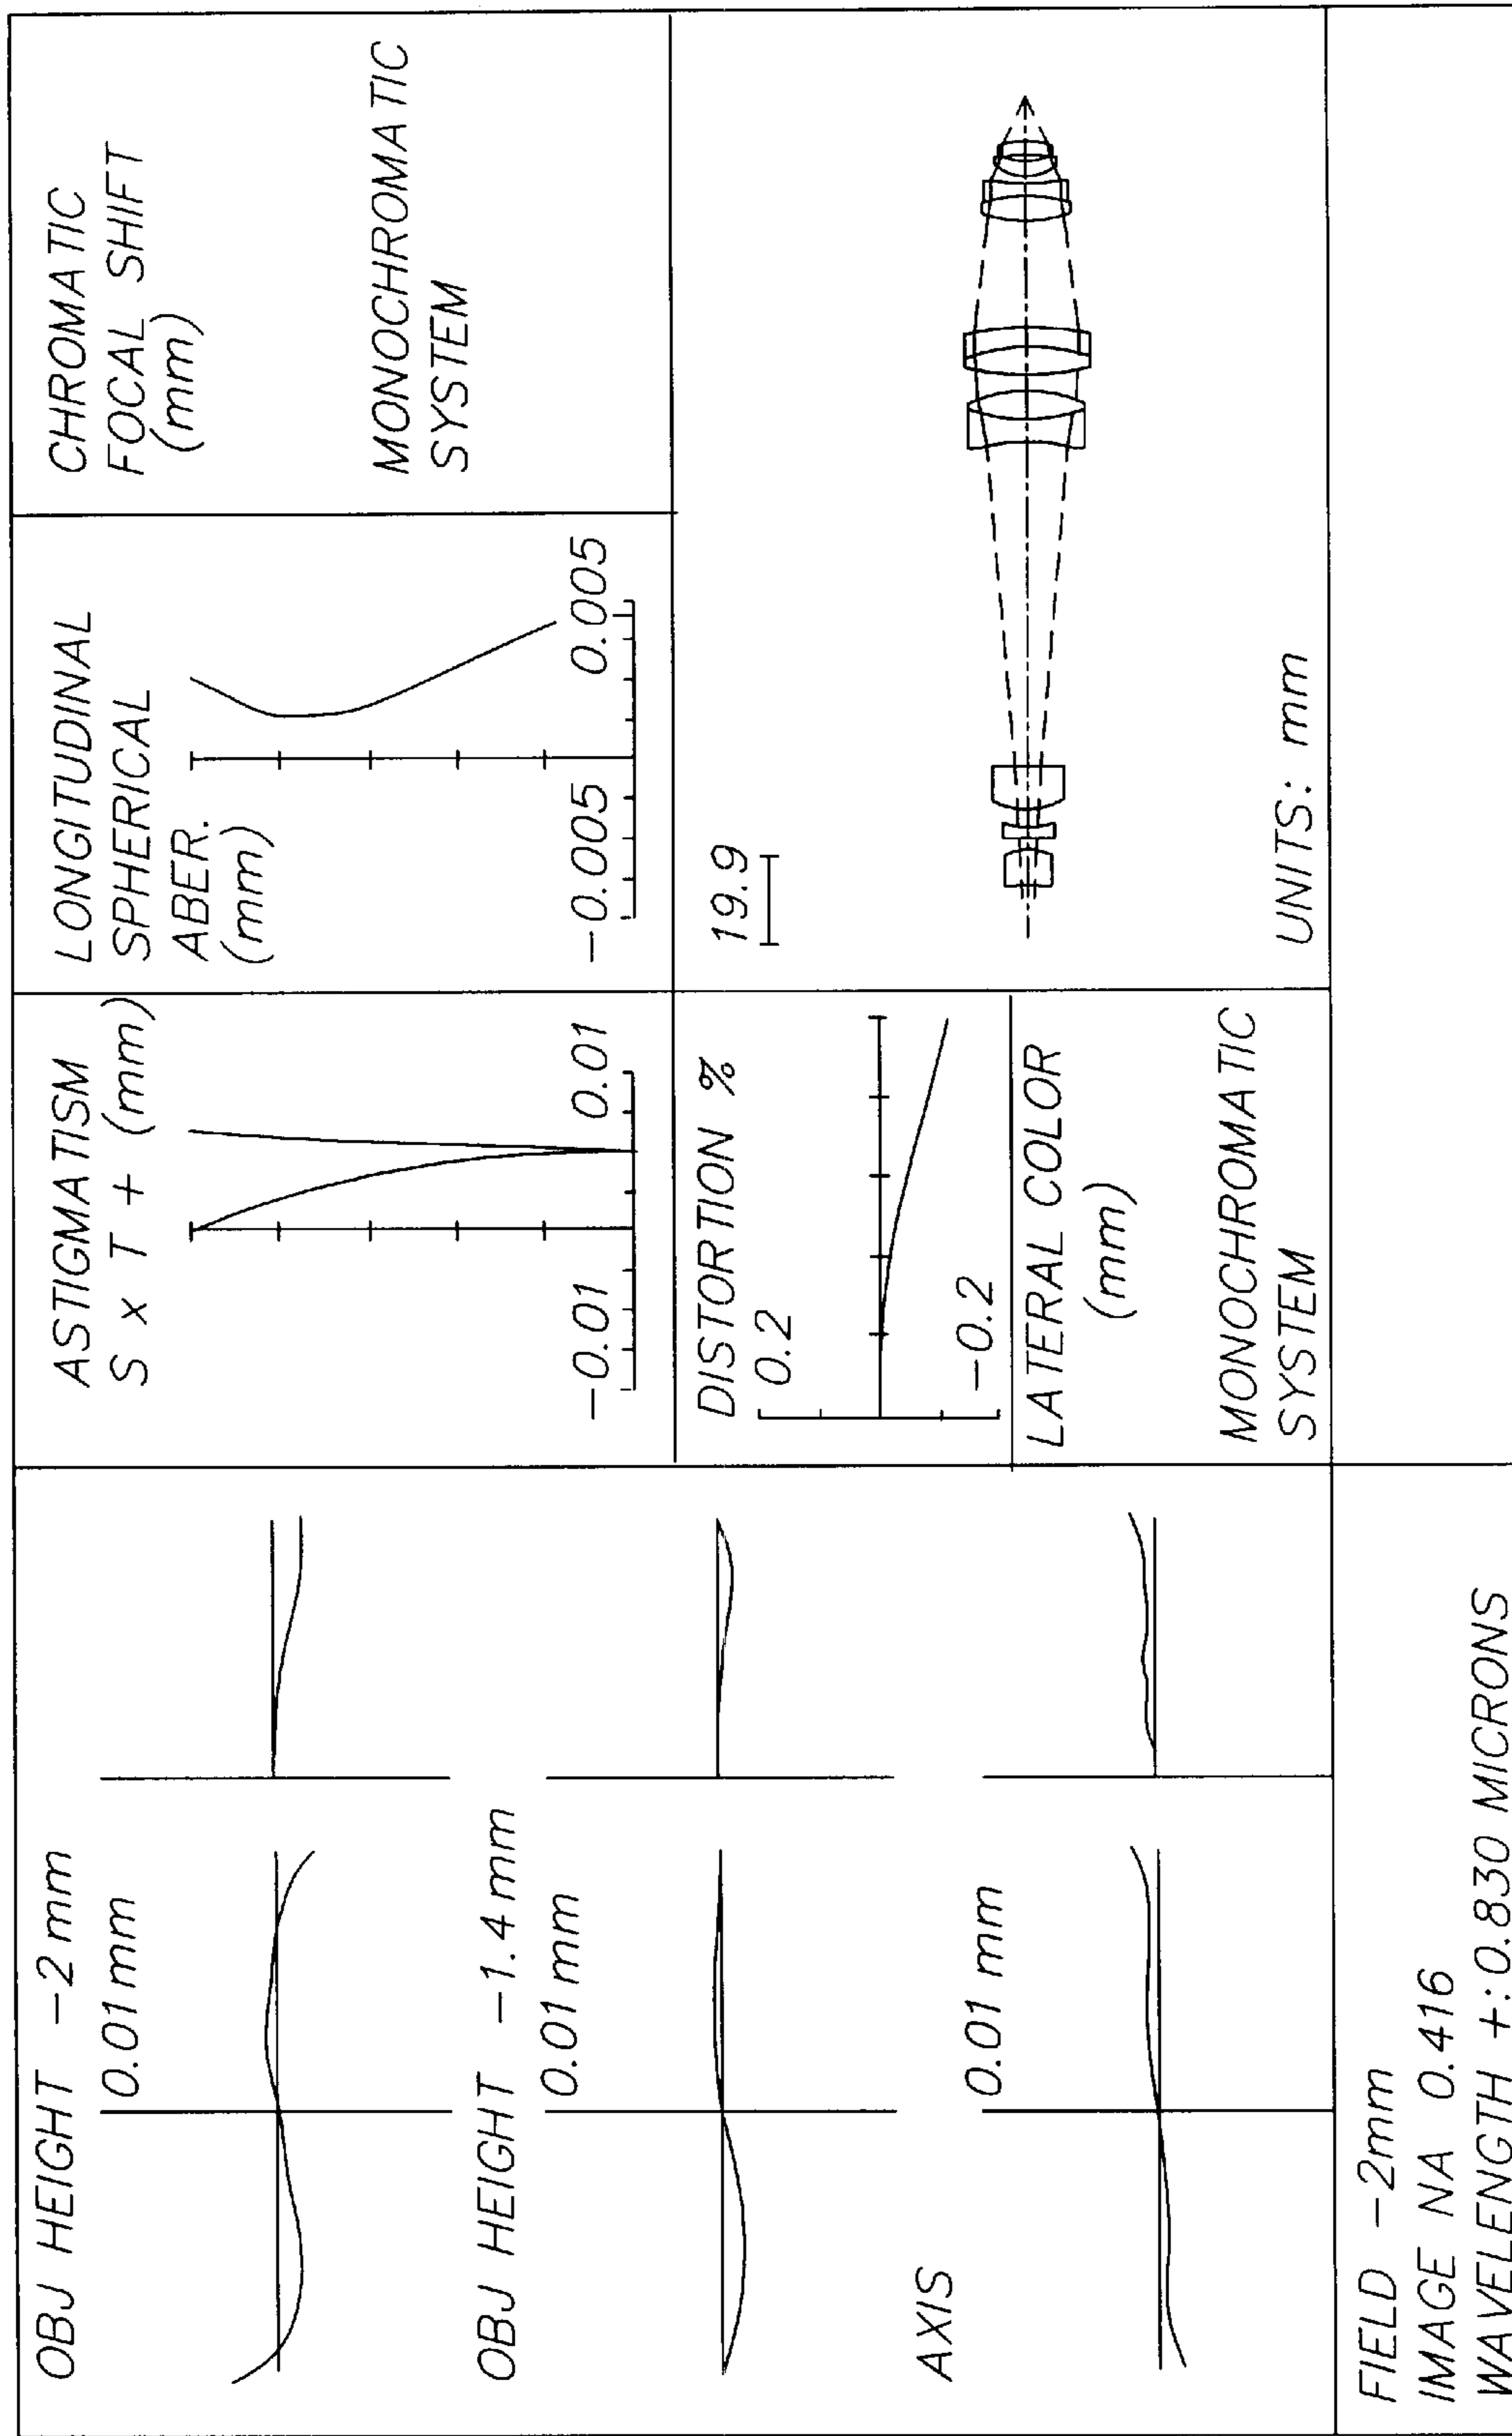 OBJ HEIGHT -2 mm
0.01 mm
OBJ HEIGHT -1.4 mm
0.01 mm
AXIS
0.01 mm
ASTIGMATISM
S x T + (mm)
-0.01
0.01
LONGITUDINAL
SPHERICAL
ABER.
(mm)
-0.005
0.005
CHROMATIC
FOCAL SHIFT
(mm)
MONOCHROMATIC
SYSTEM
DISTORTION %
0.2
-0.2
LATERAL COLOR
(mm)
MONOCHROMATIC
SYSTEM
19.9
UNITS: mm
FIELD -2mm
IMAGE NA 0.416
WAVELENGTH +:0.830 MICRONS